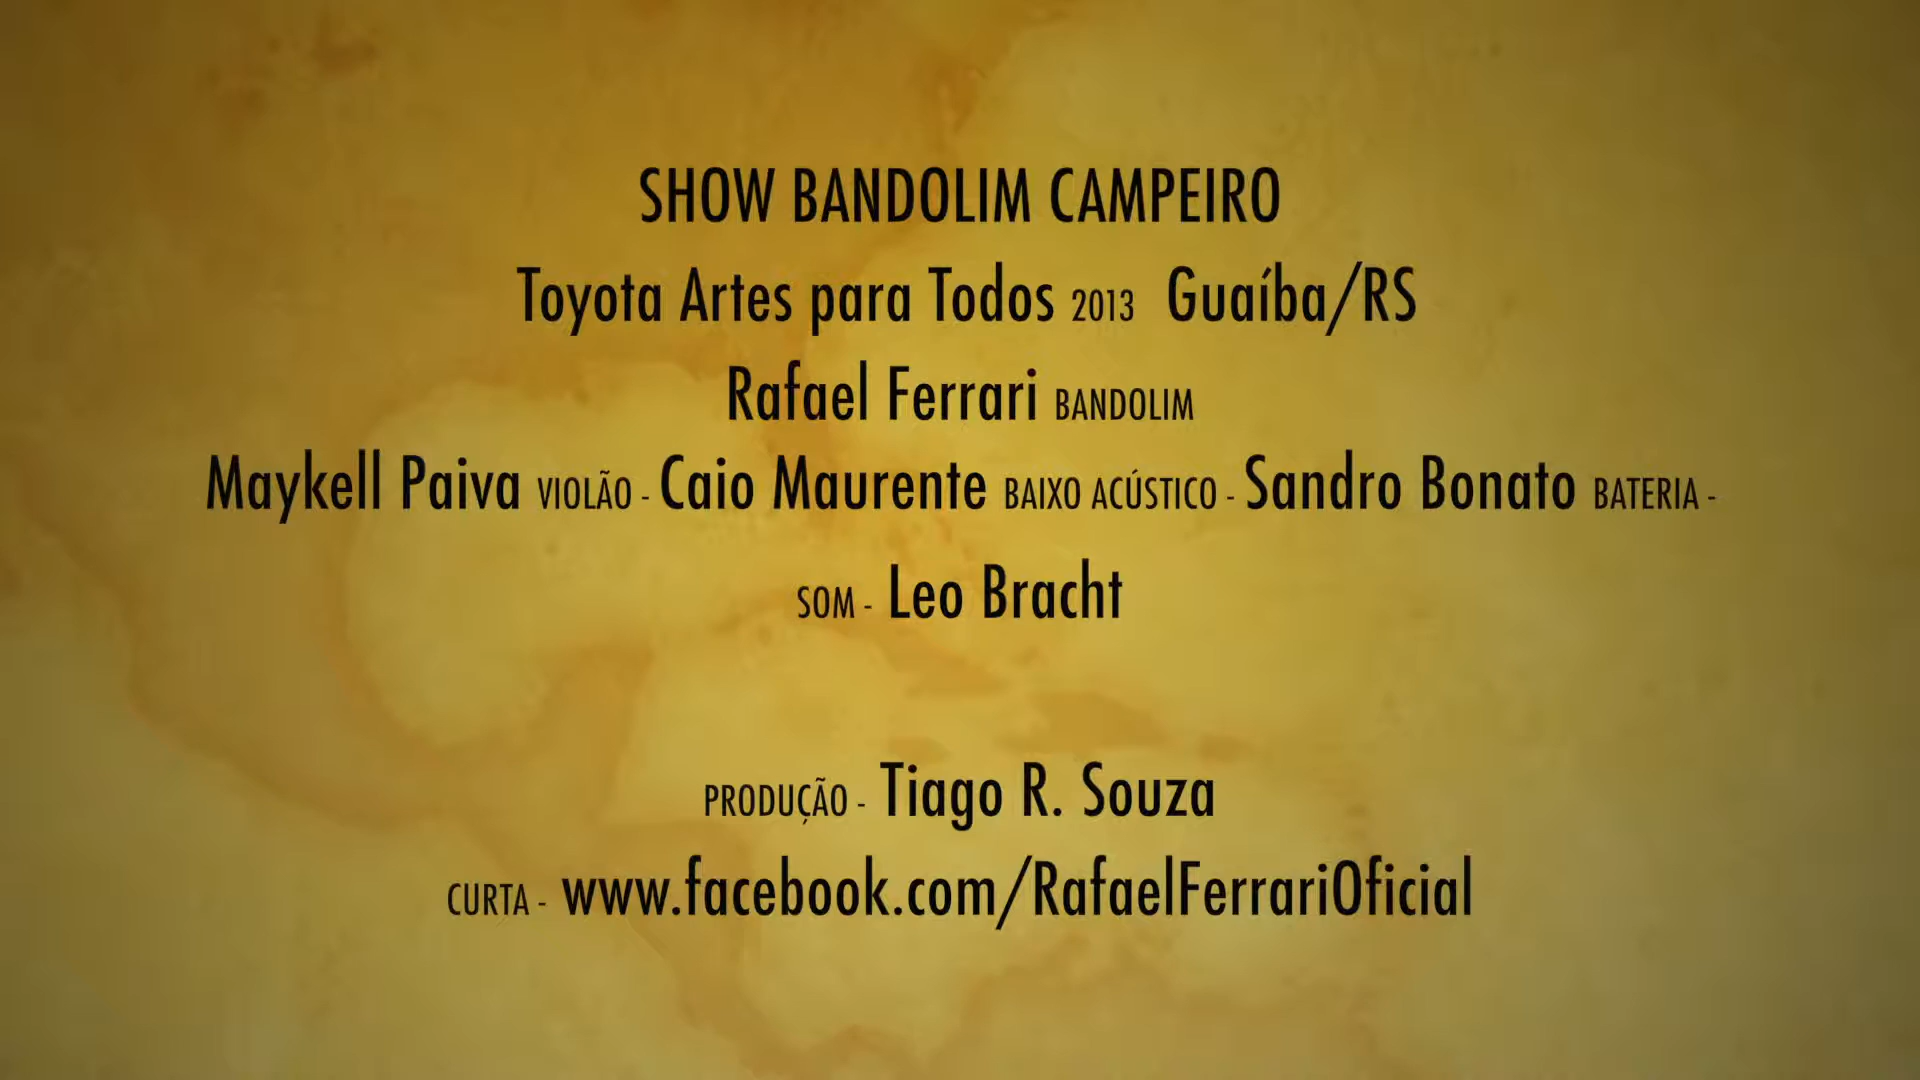 SHOW BANDOLIM CAMPEIRO
Toyota Artes para Todos 2013 Guaíba/RS
Rafael Ferrari BANDOLIM
Maykell Paiva VIOLÃO - Caio Maurente BAIXO ACÚSTICO - Sandro Bonato BATERIA -
SOM - Leo Bracht
PRODUÇÃO - Tiago R. Souza
CURTA - www.facebook.com/RafaelFerrariOficial